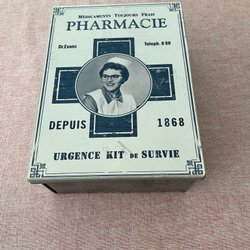 Médicaments Toujours Frais
PHARMACIE
Dr.Evans
Teleph. 0 80
DEPUIS 1868
URGENCE KIT DE SURVIE